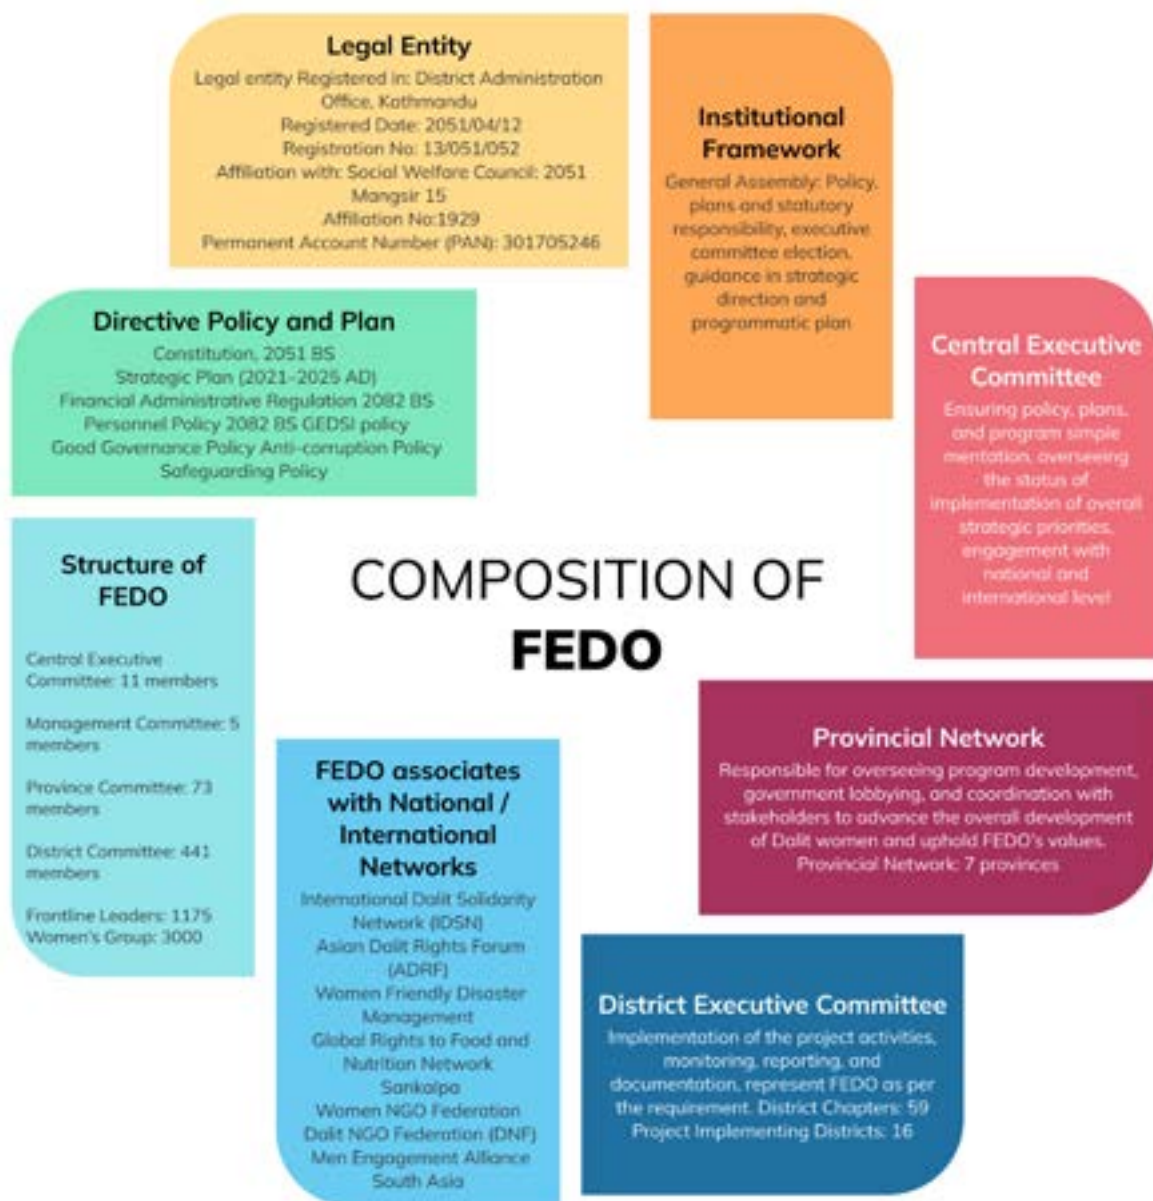 Legal Entity
Legal entity Registered in: District Administration
Office, Kathmandu
Registered Date: 2051/04/12
Registration No: 13/051/052
Affiliation with: Social Welfare Council: 2051
Mangsir 15
Affiliation No:1929
Permanent Account Number (PAN): 301705246
Institutional
Framework
General Assembly: Policy,
plans and statutory
responsibility, executive
committee election,
guidance in strategic
direction and
programmatic plan
Directive Policy and Plan
Constitution, 2051 BS
Strategic Plan (2021-2025 AD)
Financial Administrative Regulation 2082 BS
Personnel Policy 2082 BS GEDSI policy
Good Governance Policy Anti-corruption Policy
Safeguarding Policy
Central Executive
Committee
Ensuring policy, plans,
and program simple
mentation, overseeing
the status of
implementation of overall
strategic priorities,
engagement with
national and
international level
Structure of
FEDO
Central Executive
Committee: 11 members
Management Committee: 5
members
Province Committee: 73
members
District Committee: 441
members
Frontline Leaders: 1175
Women's Group: 3000
COMPOSITION OF
FEDO
Provincial Network
Responsible for overseeing program development,
government lobbying, and coordination with
stakeholders to advance the overall development
of Dalit women and uphold FEDO's values.
Provincial Network: 7 provinces
FEDO associates
with National /
International
Networks
International Dalit Solidarity
Network (IDSN)
Asian Dalit Rights Forum
(ADRF)
Women Friendly Disaster
Management
Global Rights to Food and
Nutrition Network
Sankalpa
Women NGO Federation
Dalit NGO Federation (DNF)
Men Engagement Alliance
South Asia
District Executive Committee
Implementation of the project activities,
monitoring, reporting, and
documentation, represent FEDO as per
the requirement. District Chapters: 59
Project Implementing Districts: 16